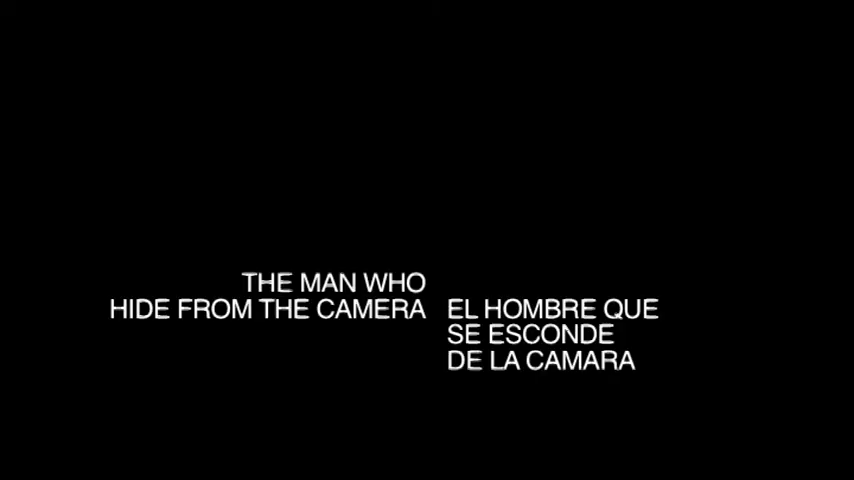 THE MAN WHO
HIDE FROM THE CAMERA
EL HOMBRE QUE
SE ESCONDE
DE LA CAMARA